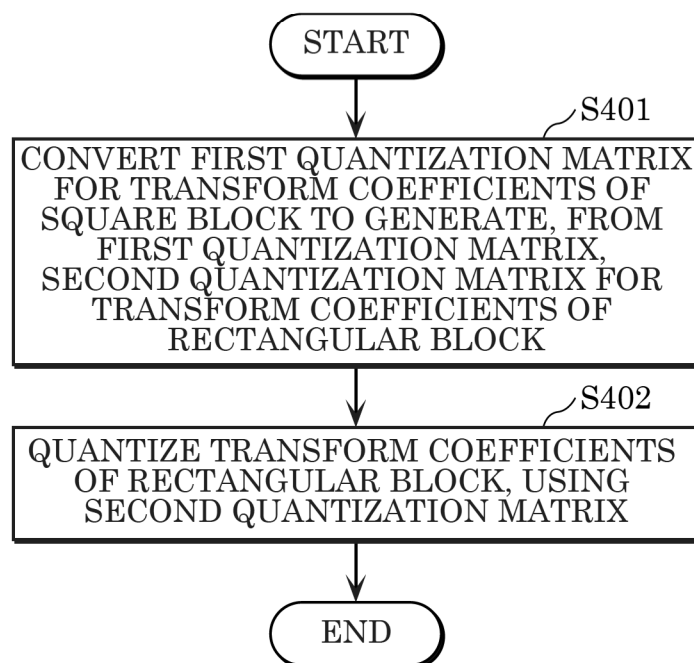 START
S401
CONVERT FIRST QUANTIZATION MATRIX
FOR TRANSFORM COEFFICIENTS OF
SQUARE BLOCK TO GENERATE, FROM
FIRST QUANTIZATION MATRIX,
SECOND QUANTIZATION MATRIX FOR
TRANSFORM COEFFICIENTS OF
RECTANGULAR BLOCK
S402
QUANTIZE TRANSFORM COEFFICIENTS
OF RECTANGULAR BLOCK, USING
SECOND QUANTIZATION MATRIX
END